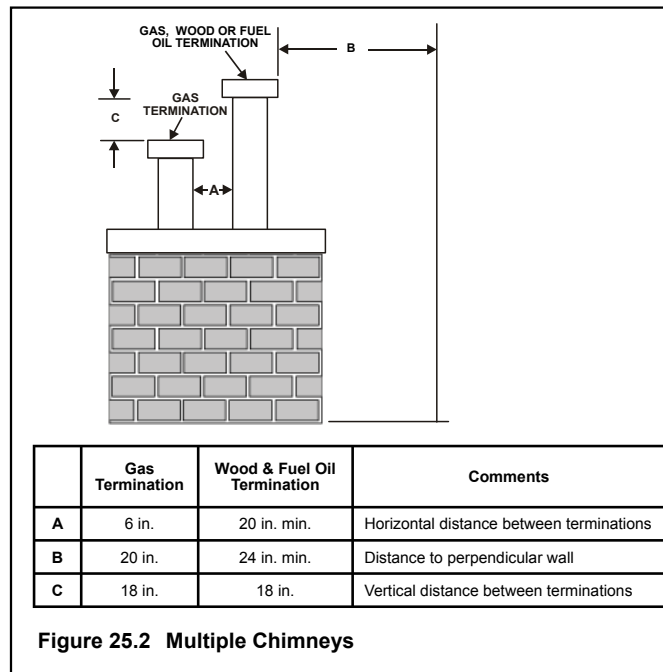 GAS, WOOD OR FUEL
OIL TERMINATION
B
GAS
TERMINATION
C
A
Gas
Termination
Wood & Fuel Oil
Termination
Comments
A 6 in. 20 in. min. Horizontal distance between terminations
B 20 in. 24 in. min. Distance to perpendicular wall
C 18 in. 18 in. Vertical distance between terminations
Figure 25.2 Multiple Chimneys